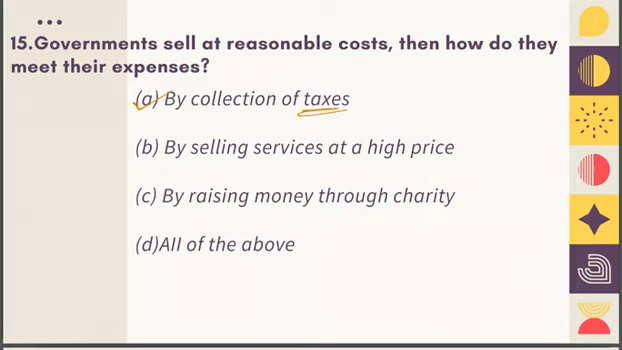 15.Governments sell at reasonable costs, then how do they
meet their expenses?
(a) By collection of taxes
(b) By selling services at a high price
(c) By raising money through charity
(d)AII of the above